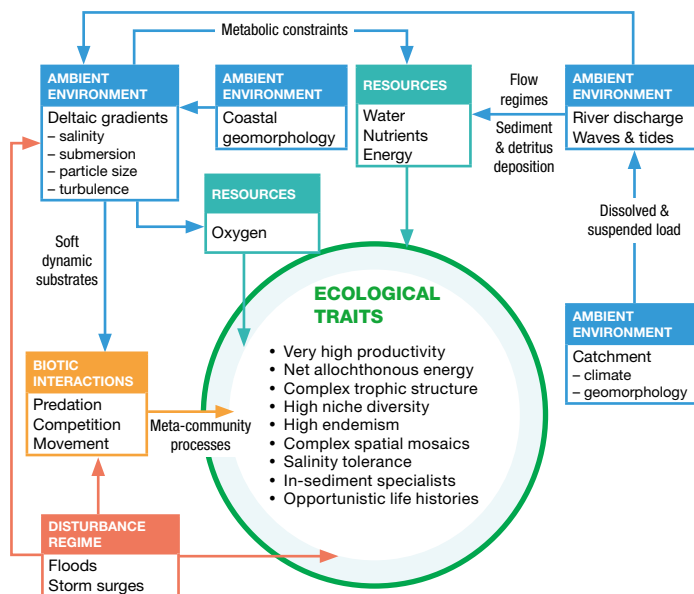 Metabolic constraints
AMBIENT
ENVIRONMENT
Deltaic gradients
– salinity
– submersion
– particle size
– turbulence
AMBIENT
ENVIRONMENT
Coastal
geomorphology
RESOURCES
Water
Nutrients
Energy
Flow
regimes
Sediment
& detritus
deposition
AMBIENT
ENVIRONMENT
River discharge
Waves & tides
RESOURCES
Oxygen
Dissolved &
suspended load
Soft
dynamic
substrates
AMBIENT
ENVIRONMENT
Catchment
– climate
– geomorphology
BIOTIC
INTERACTIONS
Predation
Competition
Movement
Meta-community
processes
ECOLOGICAL
TRAITS
• Very high productivity
• Net allochthonous energy
• Complex trophic structure
• High niche diversity
• High endemism
• Complex spatial mosaics
• Salinity tolerance
• In-sediment specialists
• Opportunistic life histories
DISTURBANCE
REGIME
Floods
Storm surges